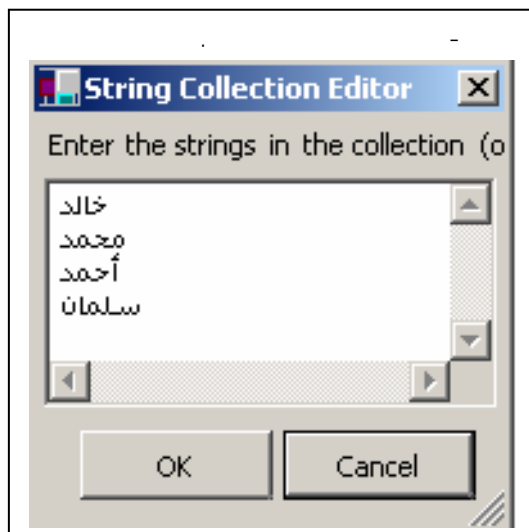 String Collection Editor
Enter the strings in the collection (o
خالد
محمد
أحمد
سلمان
OK
Cancel